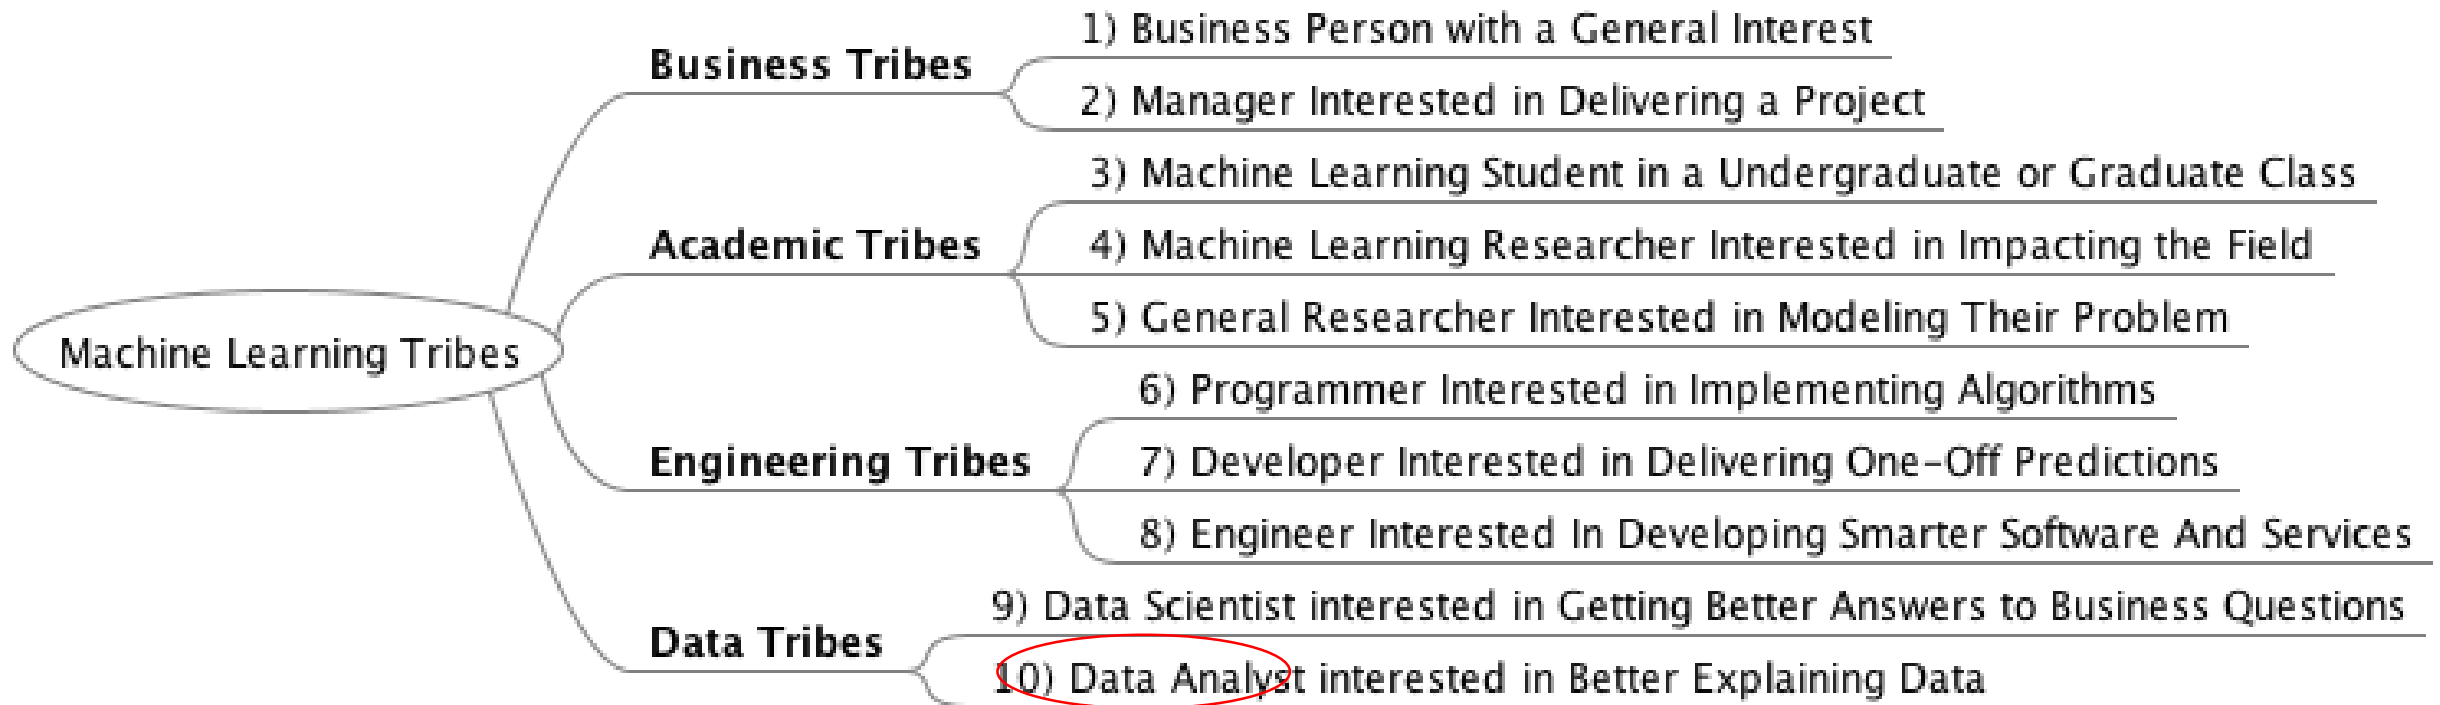 Machine Learning Tribes
Business Tribes
1) Business Person with a General Interest
2) Manager Interested in Delivering a Project
Academic Tribes
3) Machine Learning Student in a Undergraduate or Graduate Class
4) Machine Learning Researcher Interested in Impacting the Field
5) General Researcher Interested in Modeling Their Problem
Engineering Tribes
6) Programmer Interested in Implementing Algorithms
7) Developer Interested in Delivering One-Off Predictions
8) Engineer Interested In Developing Smarter Software And Services
Data Tribes
9) Data Scientist interested in Getting Better Answers to Business Questions
10) Data Analyst interested in Better Explaining Data